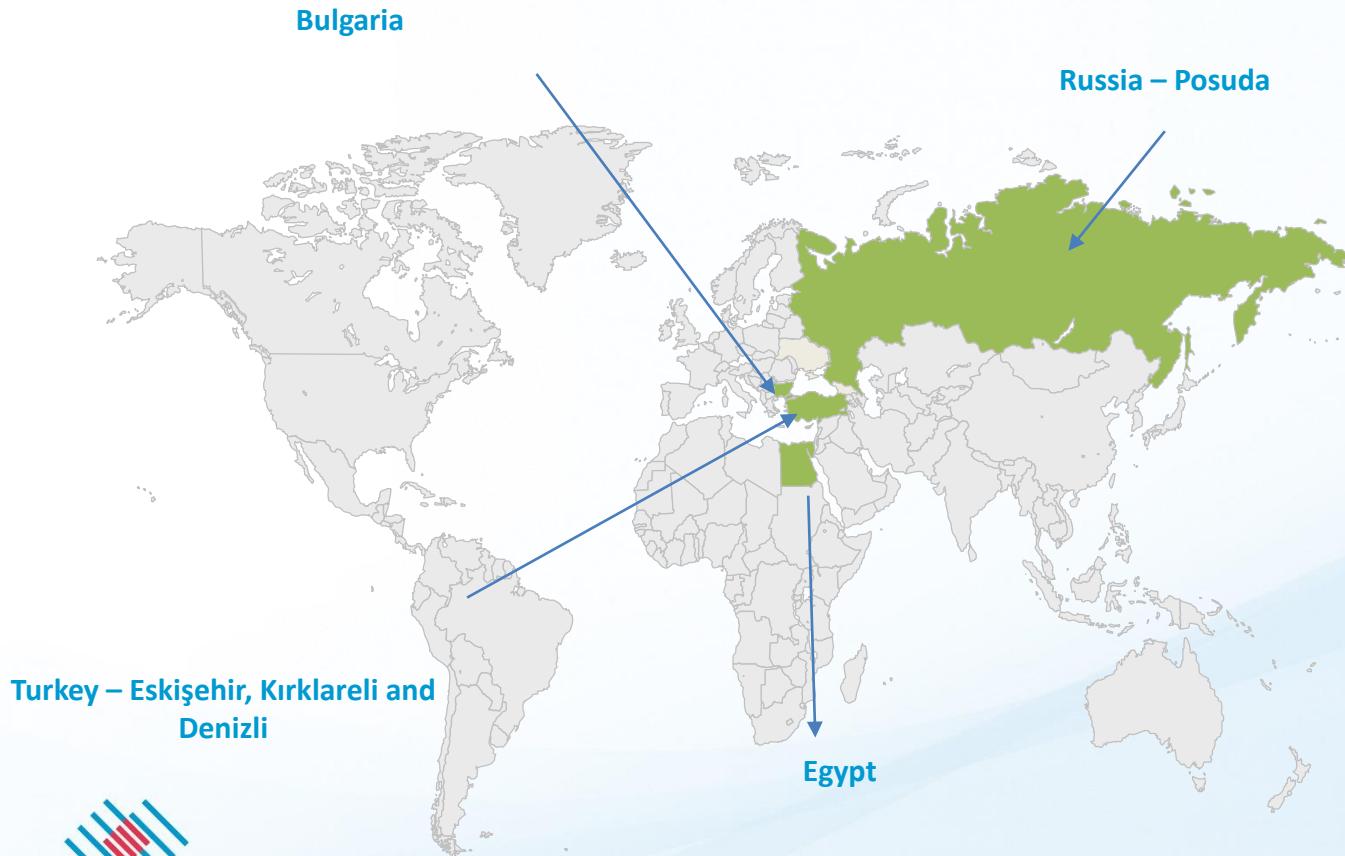 Bulgaria
Russia – Posuda
Turkey – Eskişehir, Kırklareli and
Denizli
Egypt